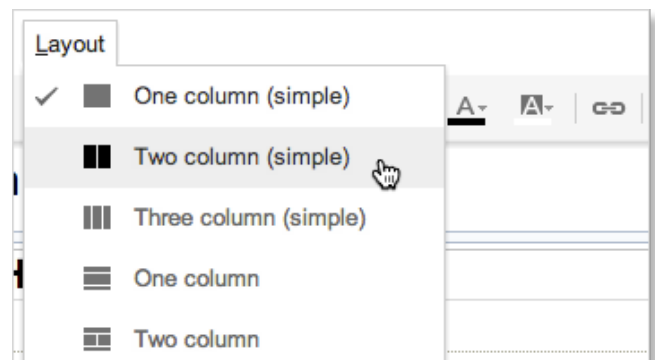 Layout
One column (simple)
A A
Two column (simple)
Three column (simple)
One column
Two column